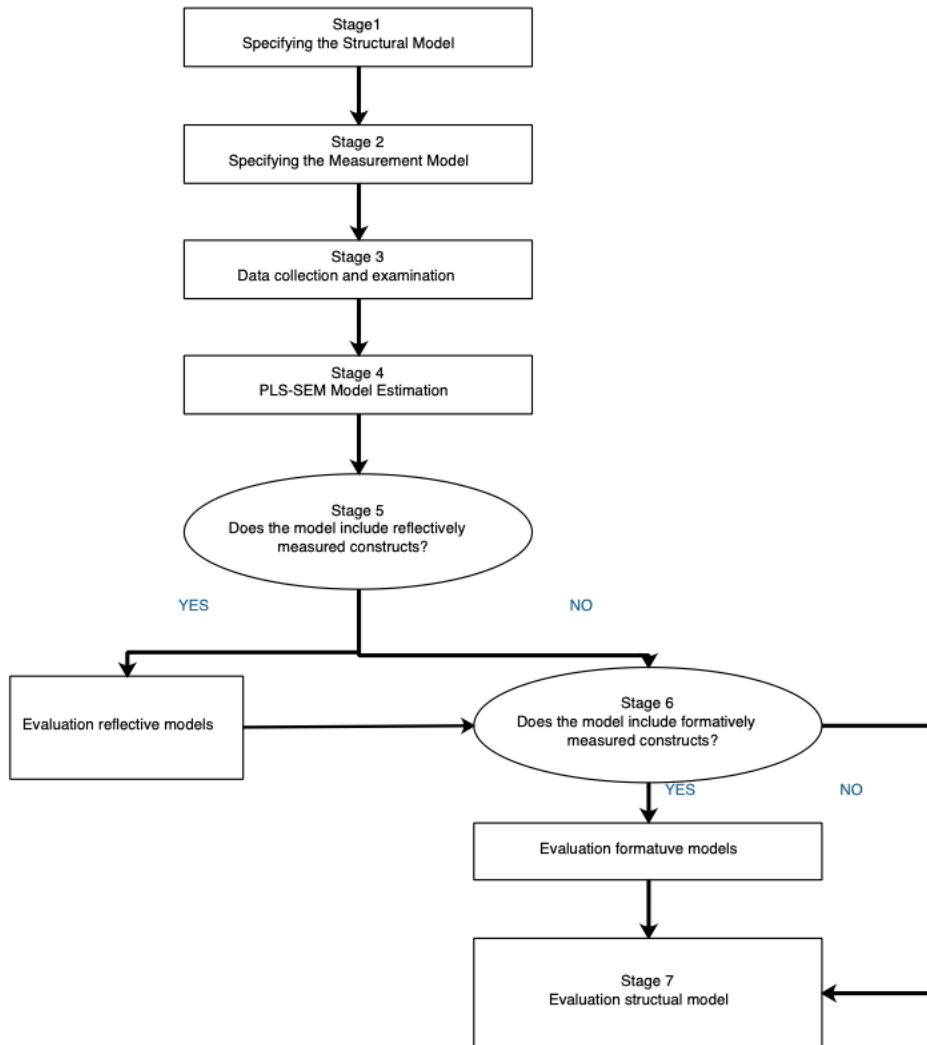 Stage1
Specifying the Structural Model
Stage 2
Specifying the Measurement Model
Stage 3
Data collection and examination
Stage 4
PLS-SEM Model Estimation
Stage 5
Does the model include reflectively
measured constructs?
YES
NO
Evaluation reflective models
Stage 6
Does the model include formatively
measured constructs?
YES
NO
Evaluation formatuve models
Stage 7
Evaluation structual model